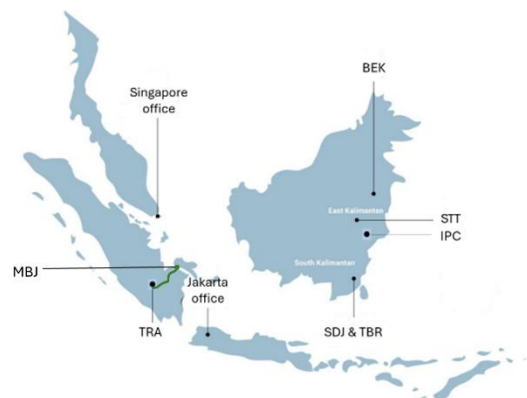 BEK
Singapore
office
East Kalimantan
STT
IPC
South Kalimantan
MBJ
Jakarta
office
TRA
SDJ & TBR